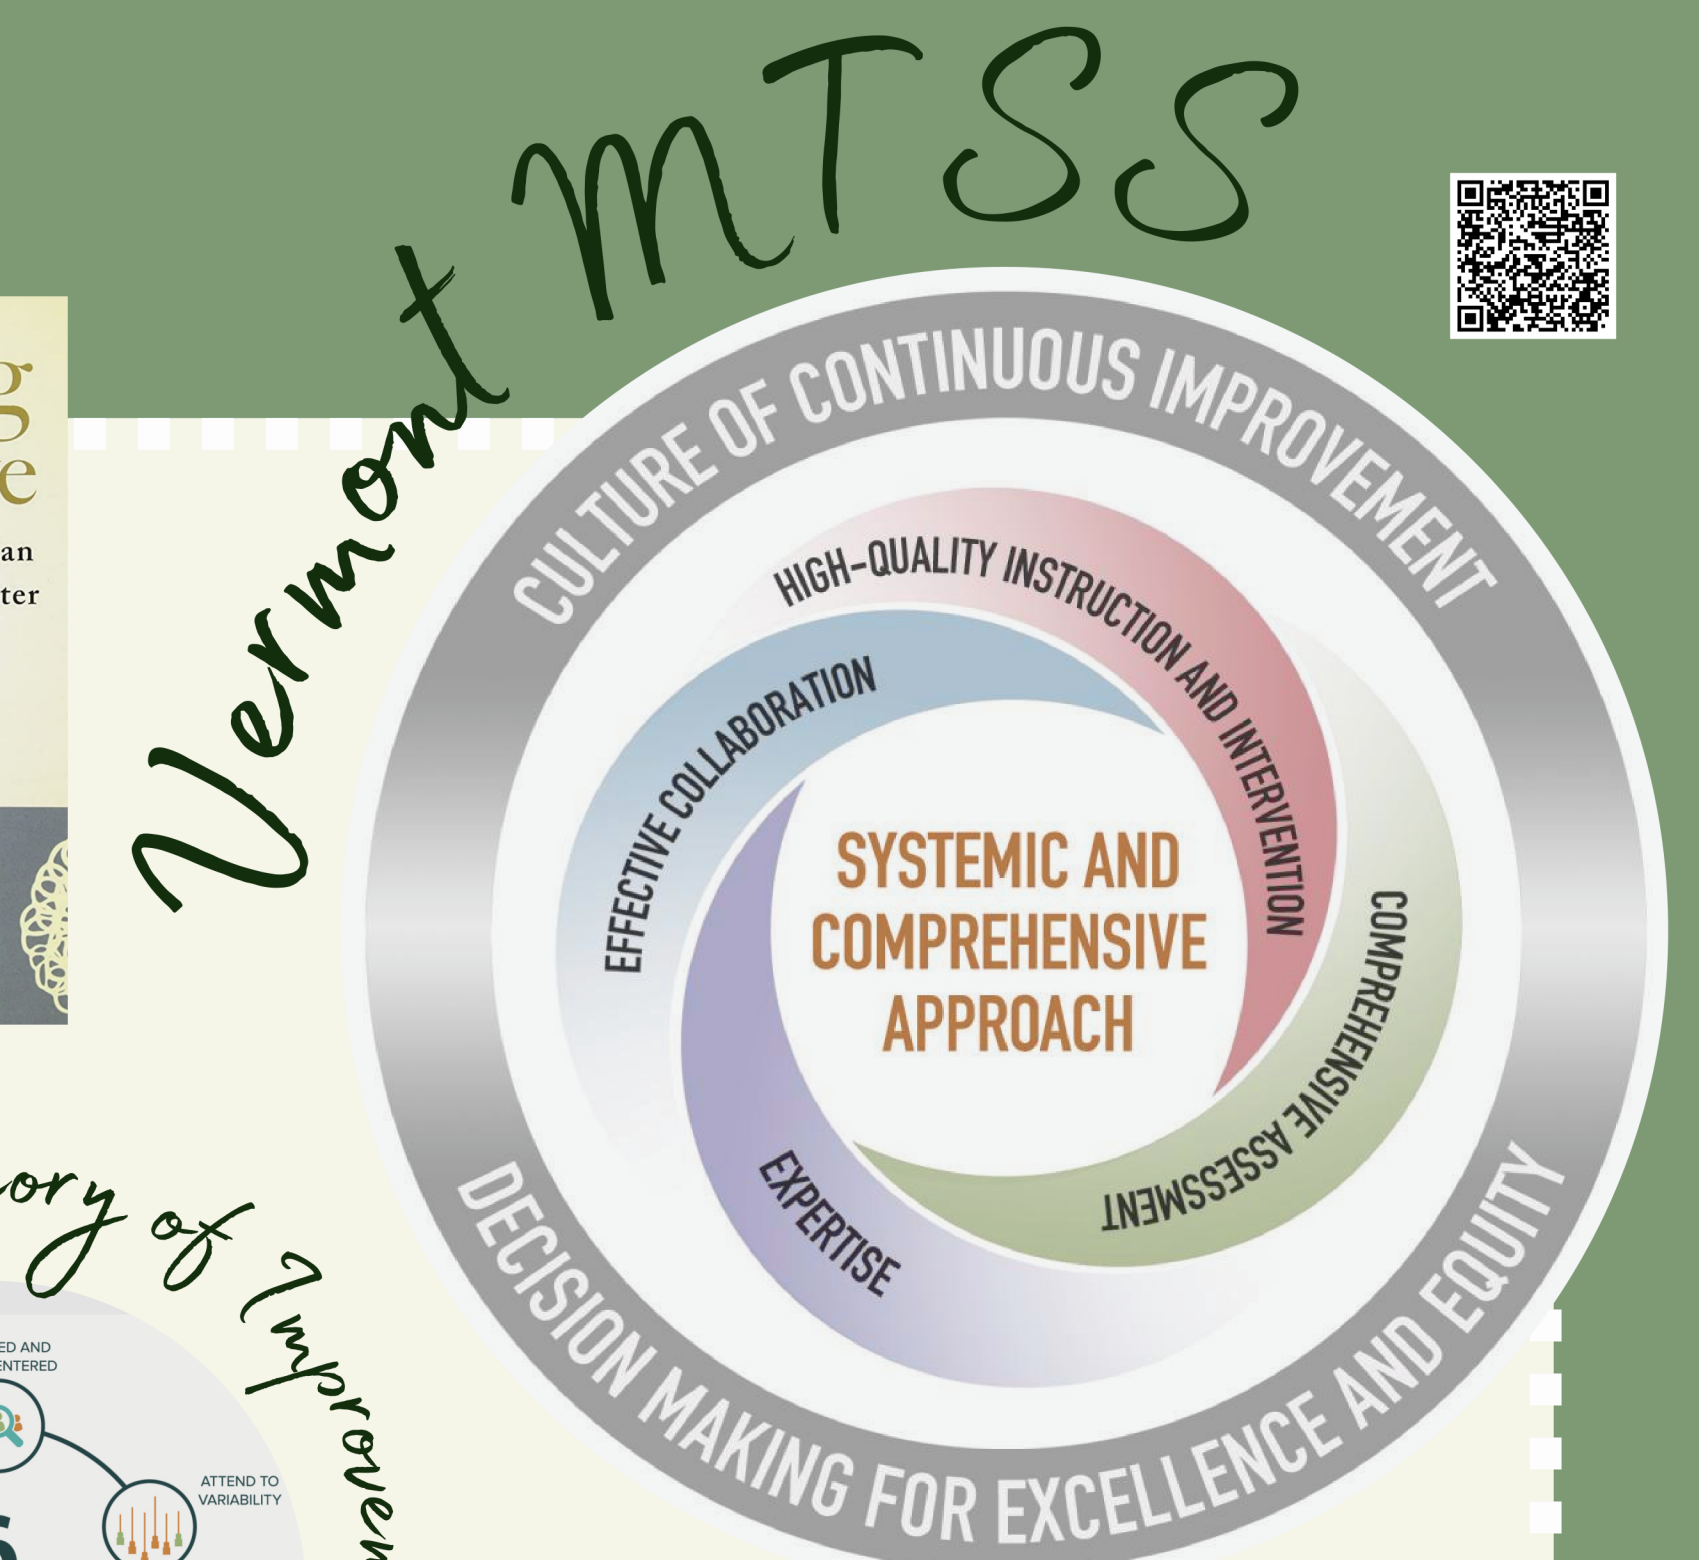 Vermont MTSS
CULTURE OF CONTINUOUS IMPROVEMENT
HIGH-QUALITY INSTRUCTION AND INTERVENTION
EFFECTIVE COLLABORATION
SYSTEMIC AND
COMPREHENSIVE
APPROACH
COMPREHENSIVE ASSESSMENT
EXPERTISE
DECISION MAKING FOR EXCELLENCE AND EQUITY
g
e
an
ter
ory of Improvem
ED AND
ENTERED
ATTEND TO
VARIABILITY